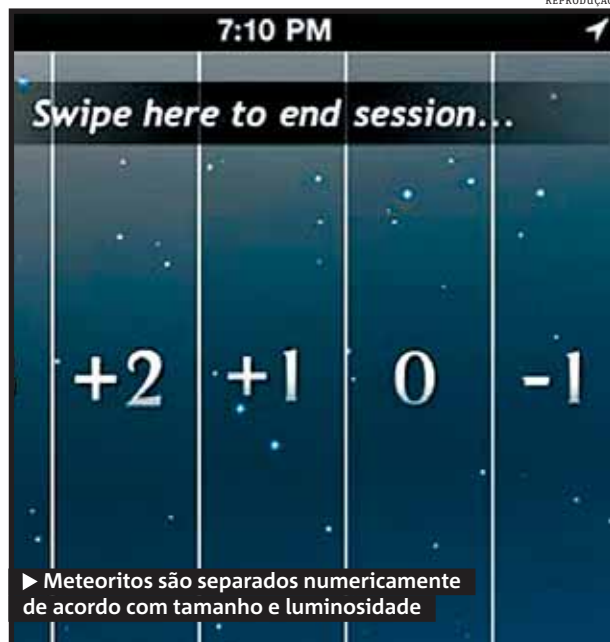 REPRODUÇÃO
7:10 PM
Swipe here to end session...
+2 +1 0 -1
▶ Meteoritos são separados numericamente
de acordo com tamanho e luminosidade